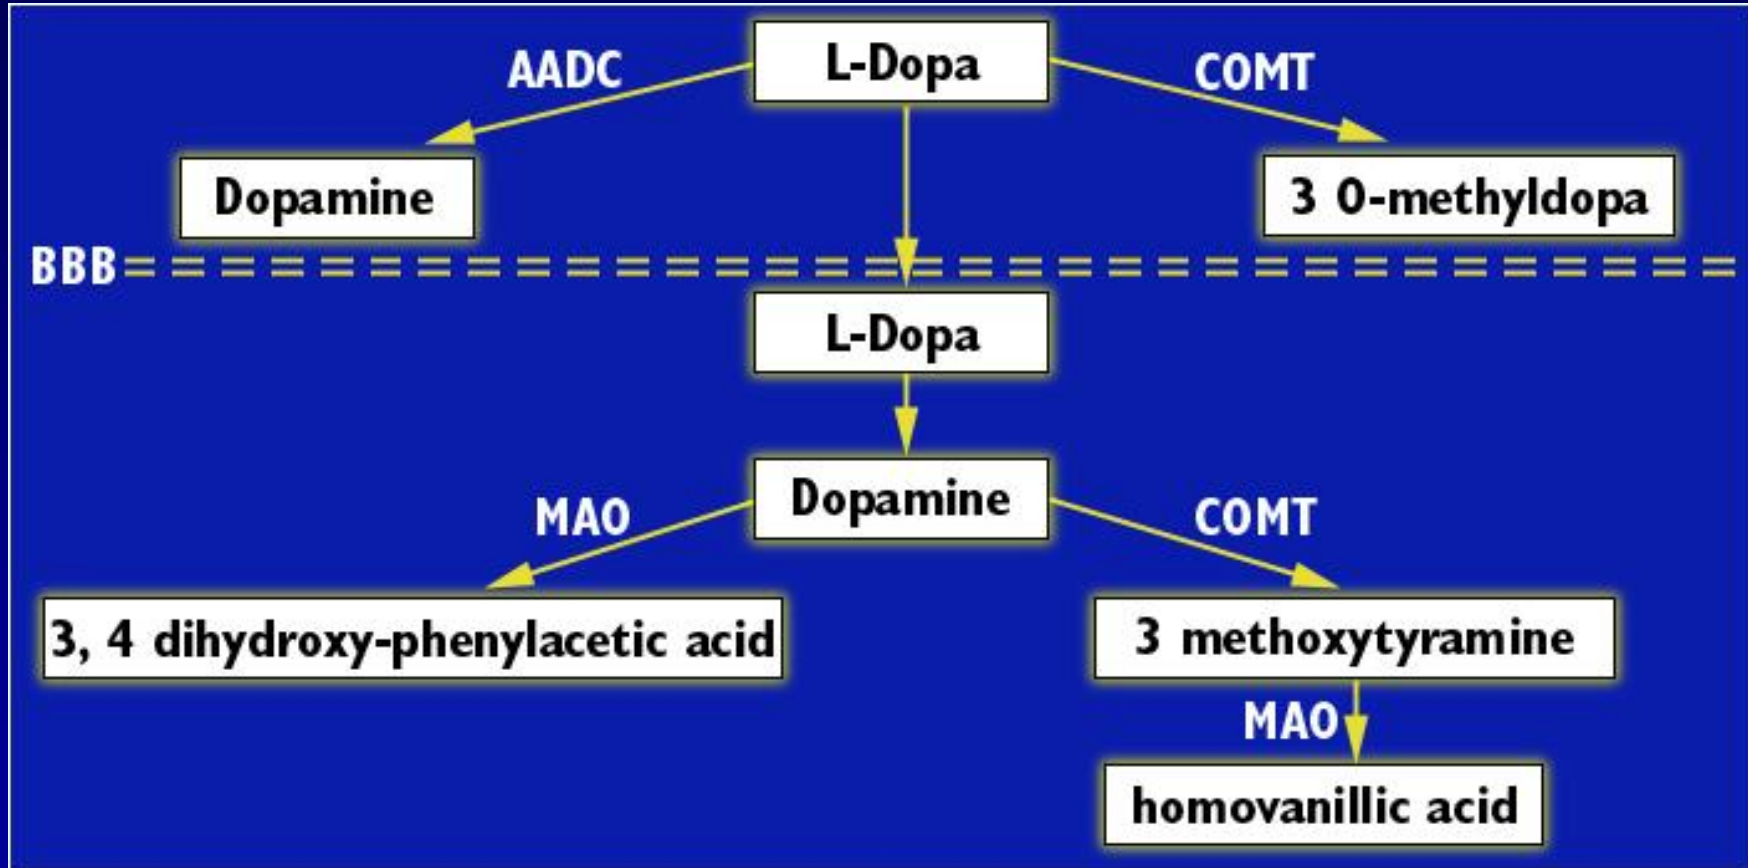 L-Dopa
AADC
COMT
Dopamine
3 O-methyldopa
BBB
L-Dopa
Dopamine
MAO
COMT
3, 4 dihydroxy-phenylacetic acid
3 methoxytyramine
MAO
homovanillic acid